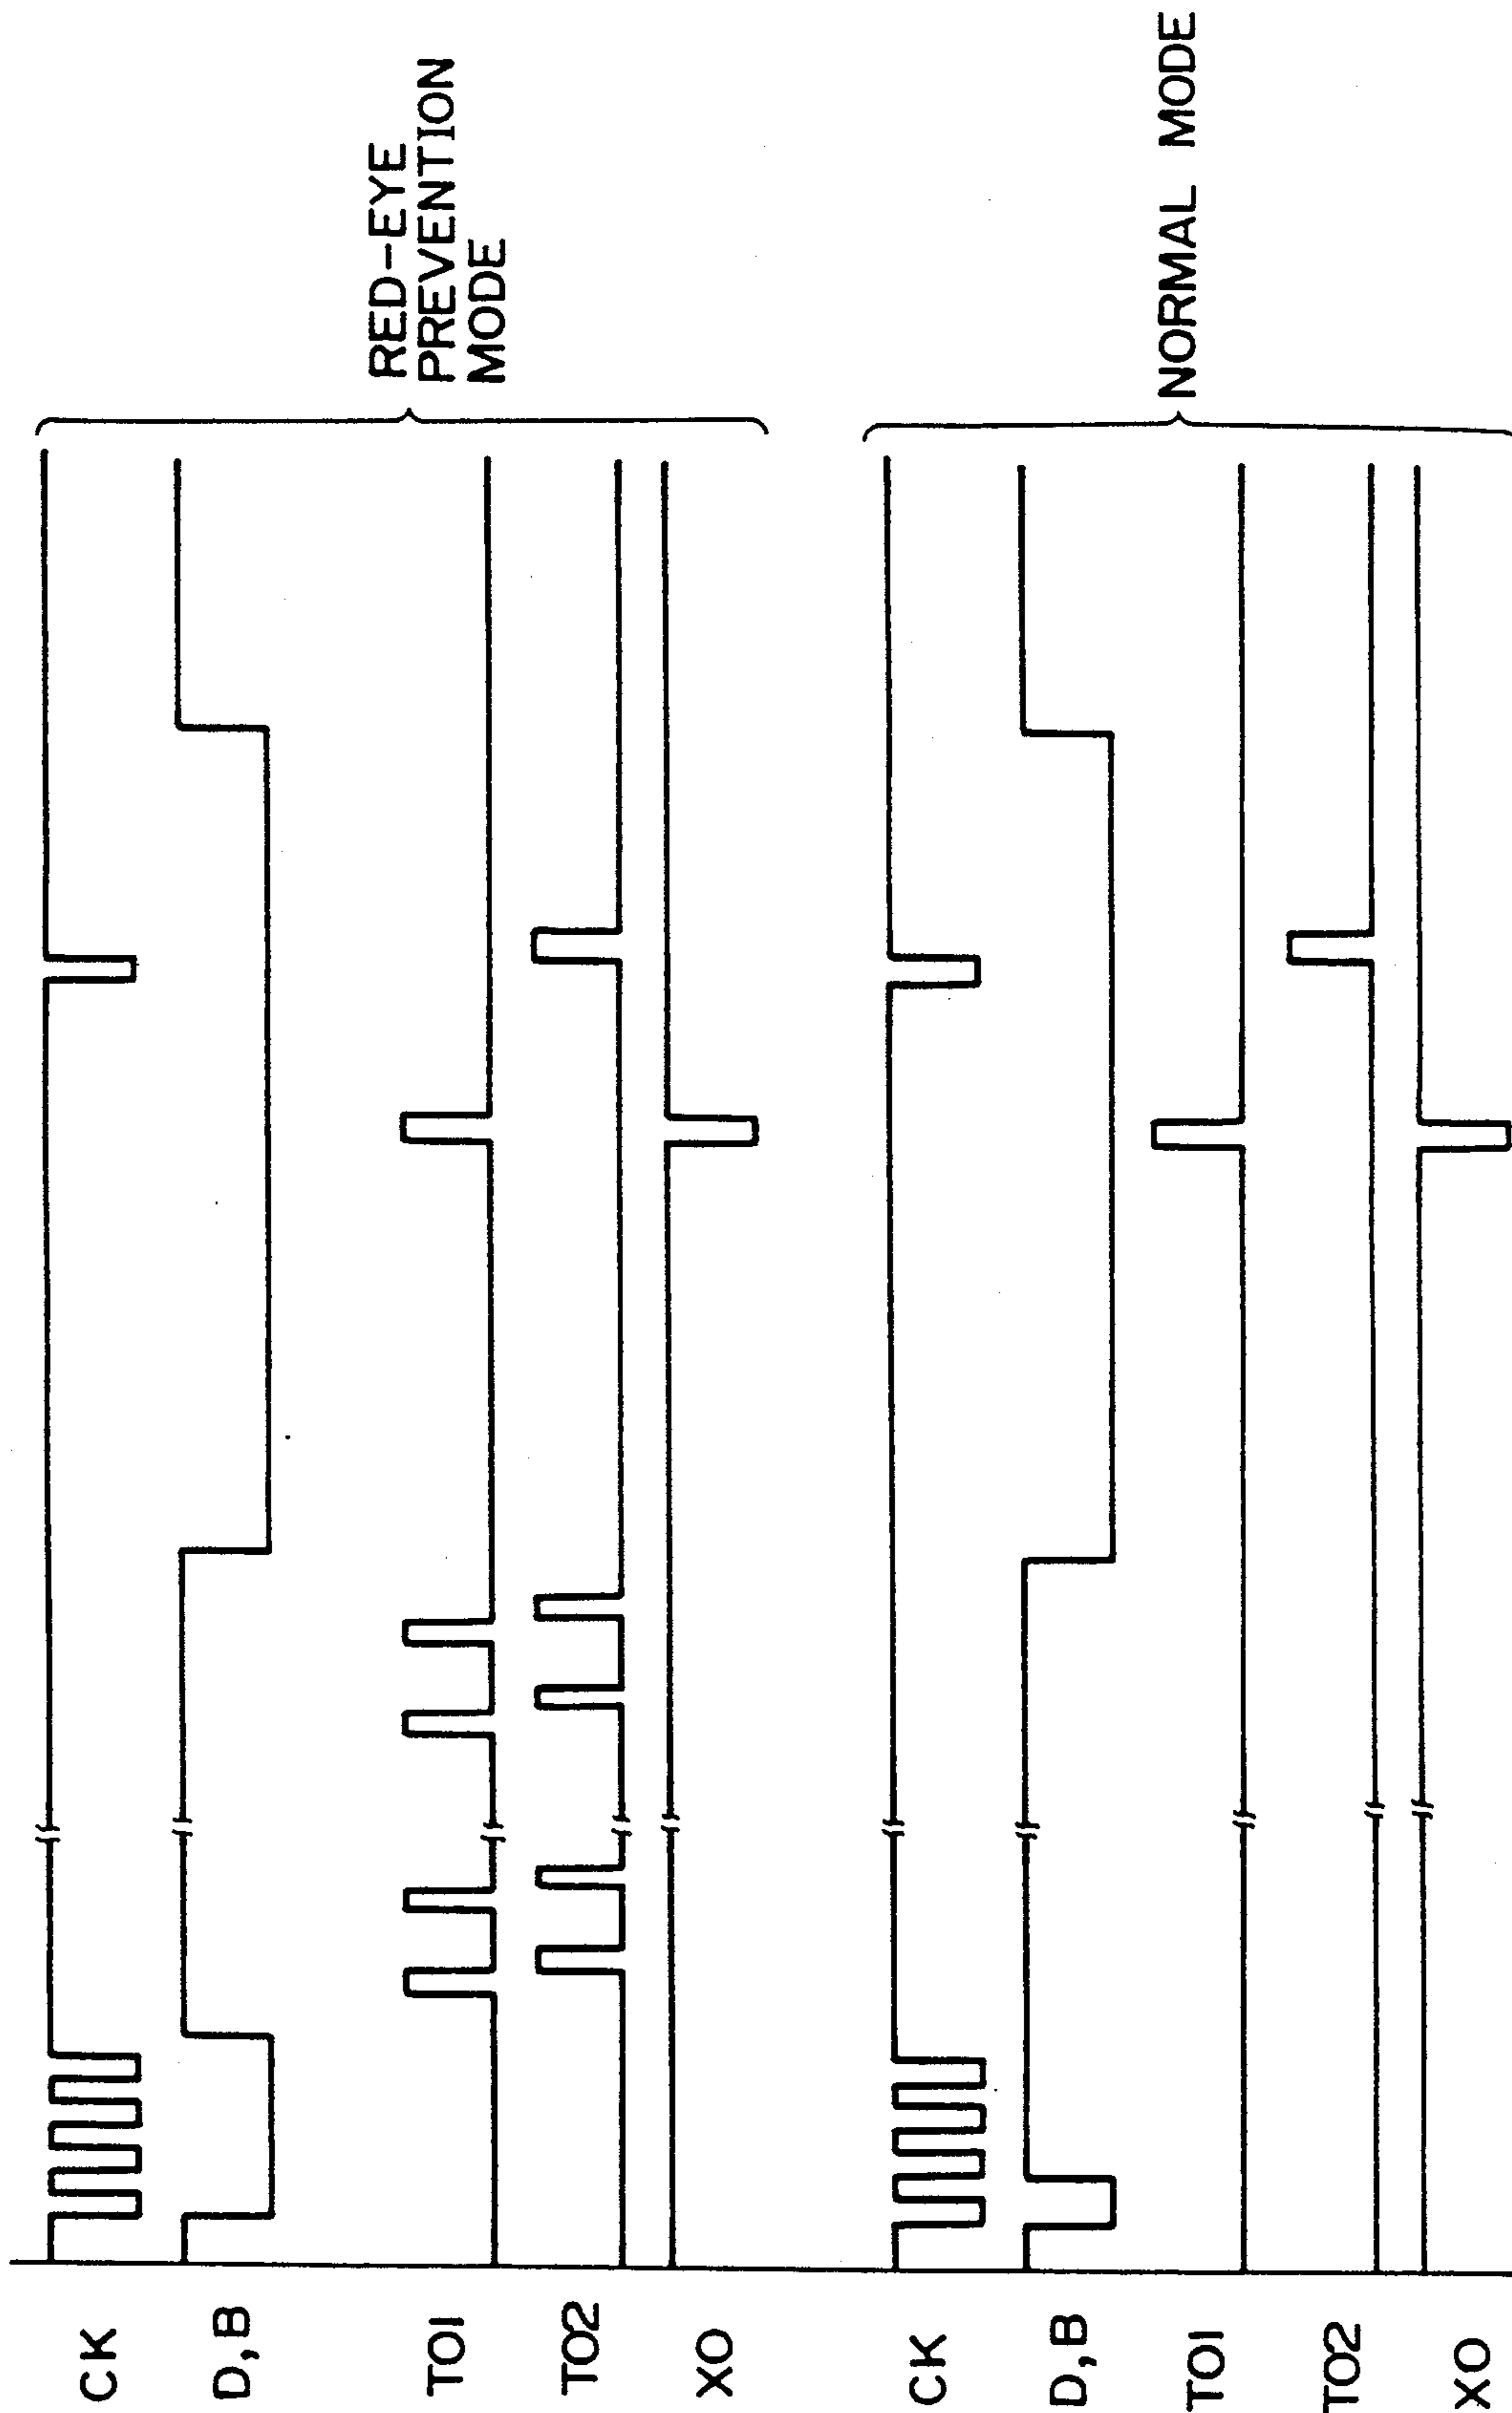 CK
D,B
TO1
TO2
XO
RED-EYE
PREVENTION
MODE
CK
D,B
TO1
TO2
XO
NORMAL MODE